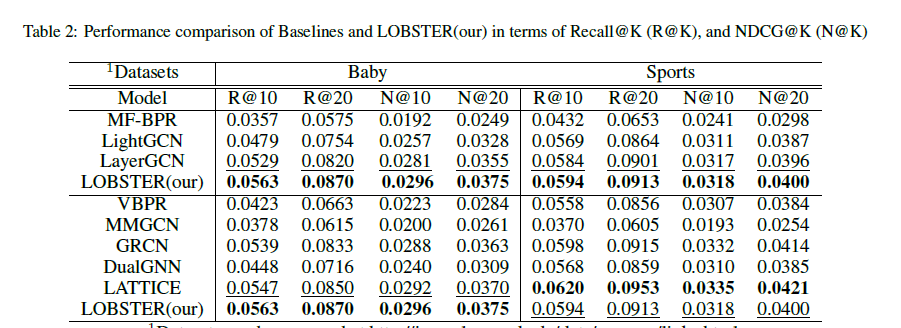 Table 2: Performance comparison of Baselines and LOBSTER(our) in terms of Recall@K (R@K), and NDCG@K (N@K)
1Datasets Baby Sports
Model R@10 R@20 N@10 N@20 R@10 R@20 N@10 N@20
MF-BPR 0.0357 0.0575 0.0192 0.0249 0.0432 0.0653 0.0241 0.0298
LightGCN 0.0479 0.0754 0.0257 0.0328 0.0569 0.0864 0.0311 0.0387
LayerGCN 0.0529 0.0820 0.0281 0.0355 0.0584 0.0901 0.0317 0.0396
LOBSTER(our) 0.0563 0.0870 0.0296 0.0375 0.0594 0.0913 0.0318 0.0400
VBPR 0.0423 0.0663 0.0223 0.0284 0.0558 0.0856 0.0307 0.0384
MMGCN 0.0378 0.0615 0.0200 0.0261 0.0370 0.0605 0.0193 0.0254
GRCN 0.0539 0.0833 0.0288 0.0363 0.0598 0.0915 0.0332 0.0414
DualGNN 0.0448 0.0716 0.0240 0.0309 0.0568 0.0859 0.0310 0.0385
LATTICE 0.0547 0.0850 0.0292 0.0370 0.0620 0.0953 0.0335 0.0421
LOBSTER(our) 0.0563 0.0870 0.0296 0.0375 0.0594 0.0913 0.0318 0.0400